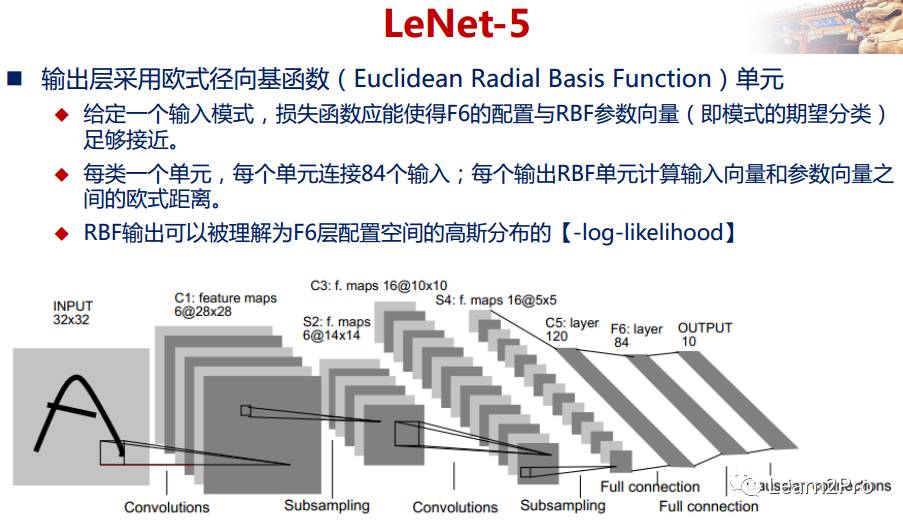 LeNet-5
输出层采用欧式径向基函数（Euclidean Radial Basis Function）单元
给定一个输入模式，损失函数应能使得F6的配置与RBF参数向量（即模式的期望分类）
足够接近。
每类一个单元，每个单元连接84个输入；每个输出RBF单元计算输入向量和参数向量之
间的欧式距离。
RBF输出可以被理解为F6层配置空间的高斯分布的【-log-likelihood】
INPUT
32x32
C1: feature maps
6@28x28
S2: f. maps
6@14x14
C3: f. maps 16@10x10
S4: f. maps 16@5x5
C5: layer
120
F6: layer
84
OUTPUT
10
Convolutions
Subsampling
Convolutions
Subsampling
Full connection
Full connection
Learn2Pro